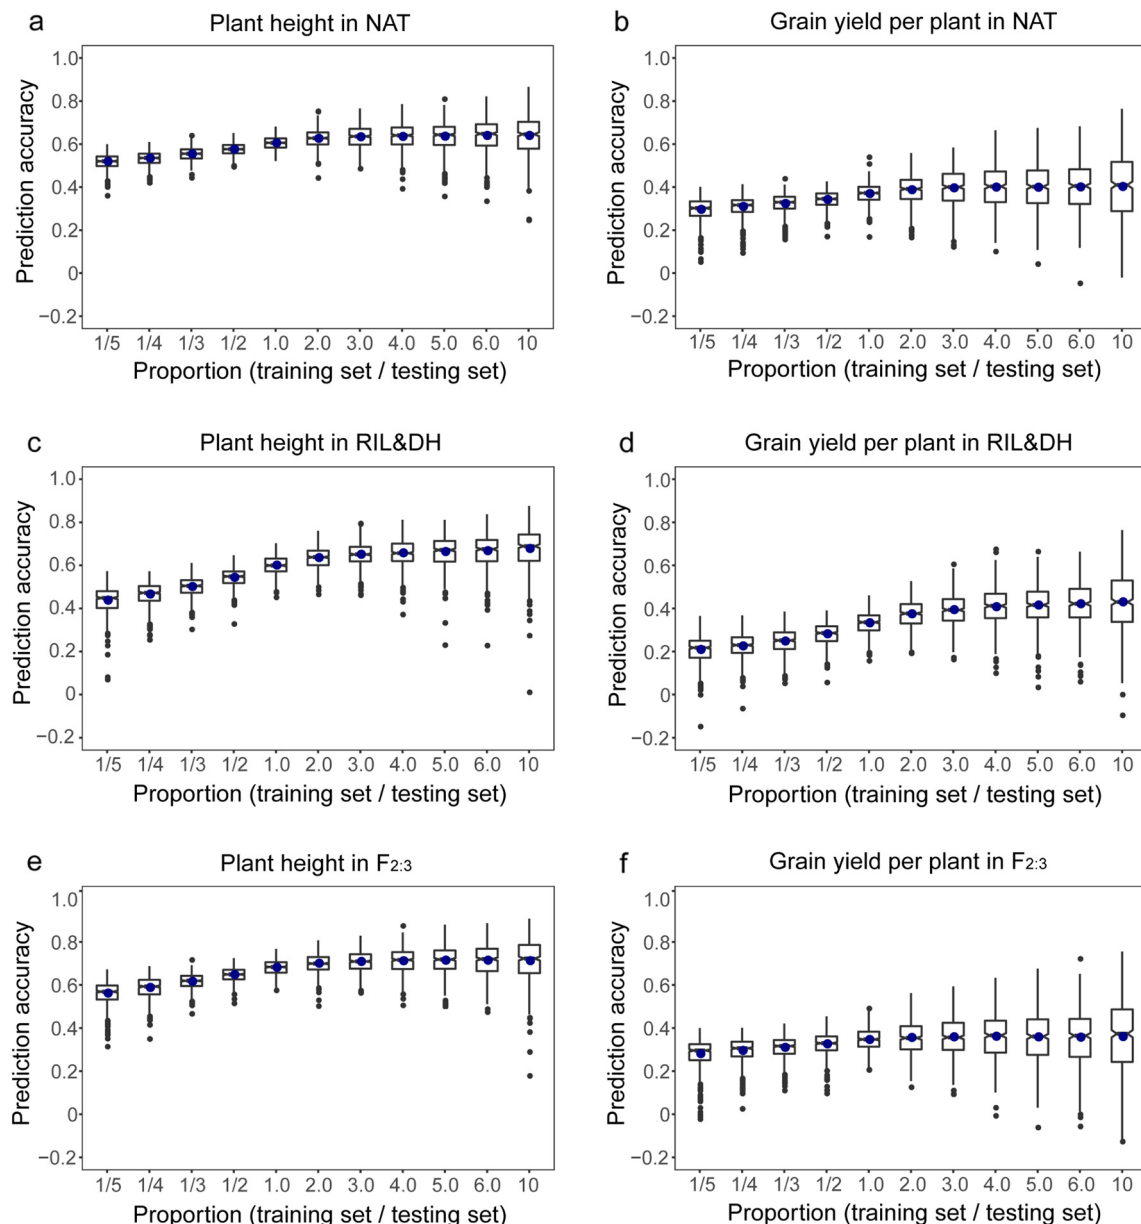 a
Plant height in NAT
1.0
0.8
0.6
0.4
0.2
0
−0.2
Prediction accuracy
1/5 1/4 1/3 1/2 1.0 2.0 3.0 4.0 5.0 6.0 10
Proportion (training set / testing set)
b
Grain yield per plant in NAT
1.0
0.8
0.6
0.4
0.2
0
−0.2
Prediction accuracy
1/5 1/4 1/3 1/2 1.0 2.0 3.0 4.0 5.0 6.0 10
Proportion (training set / testing set)
c
Plant height in RIL&DH
1.0
0.8
0.6
0.4
0.2
0
−0.2
Prediction accuracy
1/5 1/4 1/3 1/2 1.0 2.0 3.0 4.0 5.0 6.0 10
Proportion (training set / testing set)
d
Grain yield per plant in RIL&DH
1.0
0.8
0.6
0.4
0.2
0
−0.2
Prediction accuracy
1/5 1/4 1/3 1/2 1.0 2.0 3.0 4.0 5.0 6.0 10
Proportion (training set / testing set)
e
Plant height in F2:3
1.0
0.8
0.6
0.4
0.2
0
−0.2
Prediction accuracy
1/5 1/4 1/3 1/2 1.0 2.0 3.0 4.0 5.0 6.0 10
Proportion (training set / testing set)
f
Grain yield per plant in F2:3
1.0
0.8
0.6
0.4
0.2
0
−0.2
Prediction accuracy
1/5 1/4 1/3 1/2 1.0 2.0 3.0 4.0 5.0 6.0 10
Proportion (training set / testing set)